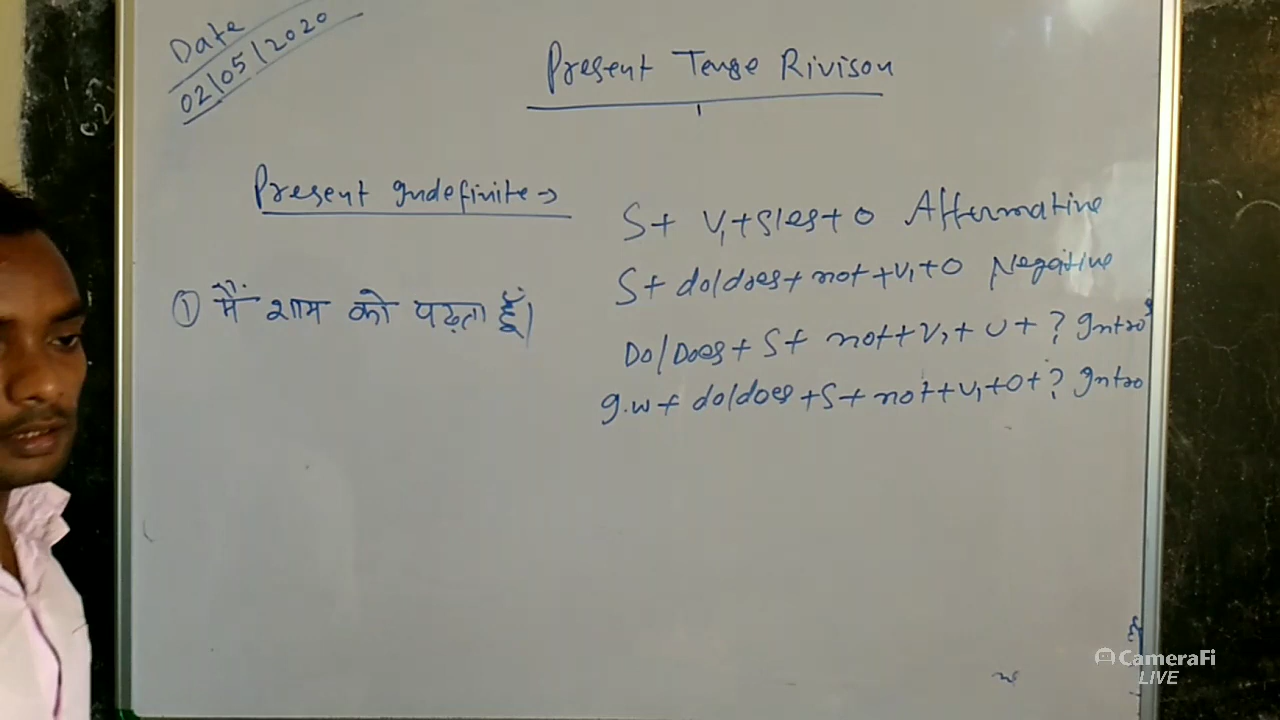 Date
02/05/2020
Present Tense Rivison
Present Indefinite →
S + V₁ + s/es + O Affermative
S + do/does + not + V₁ + O Negative
Do/Does + S + not + V₁ + O + ? Intro
I.W + do/does + S + not + V₁ + O + ? Intro
① मैं शाम को पढ़ता हूँ।
CameraFi
LIVE